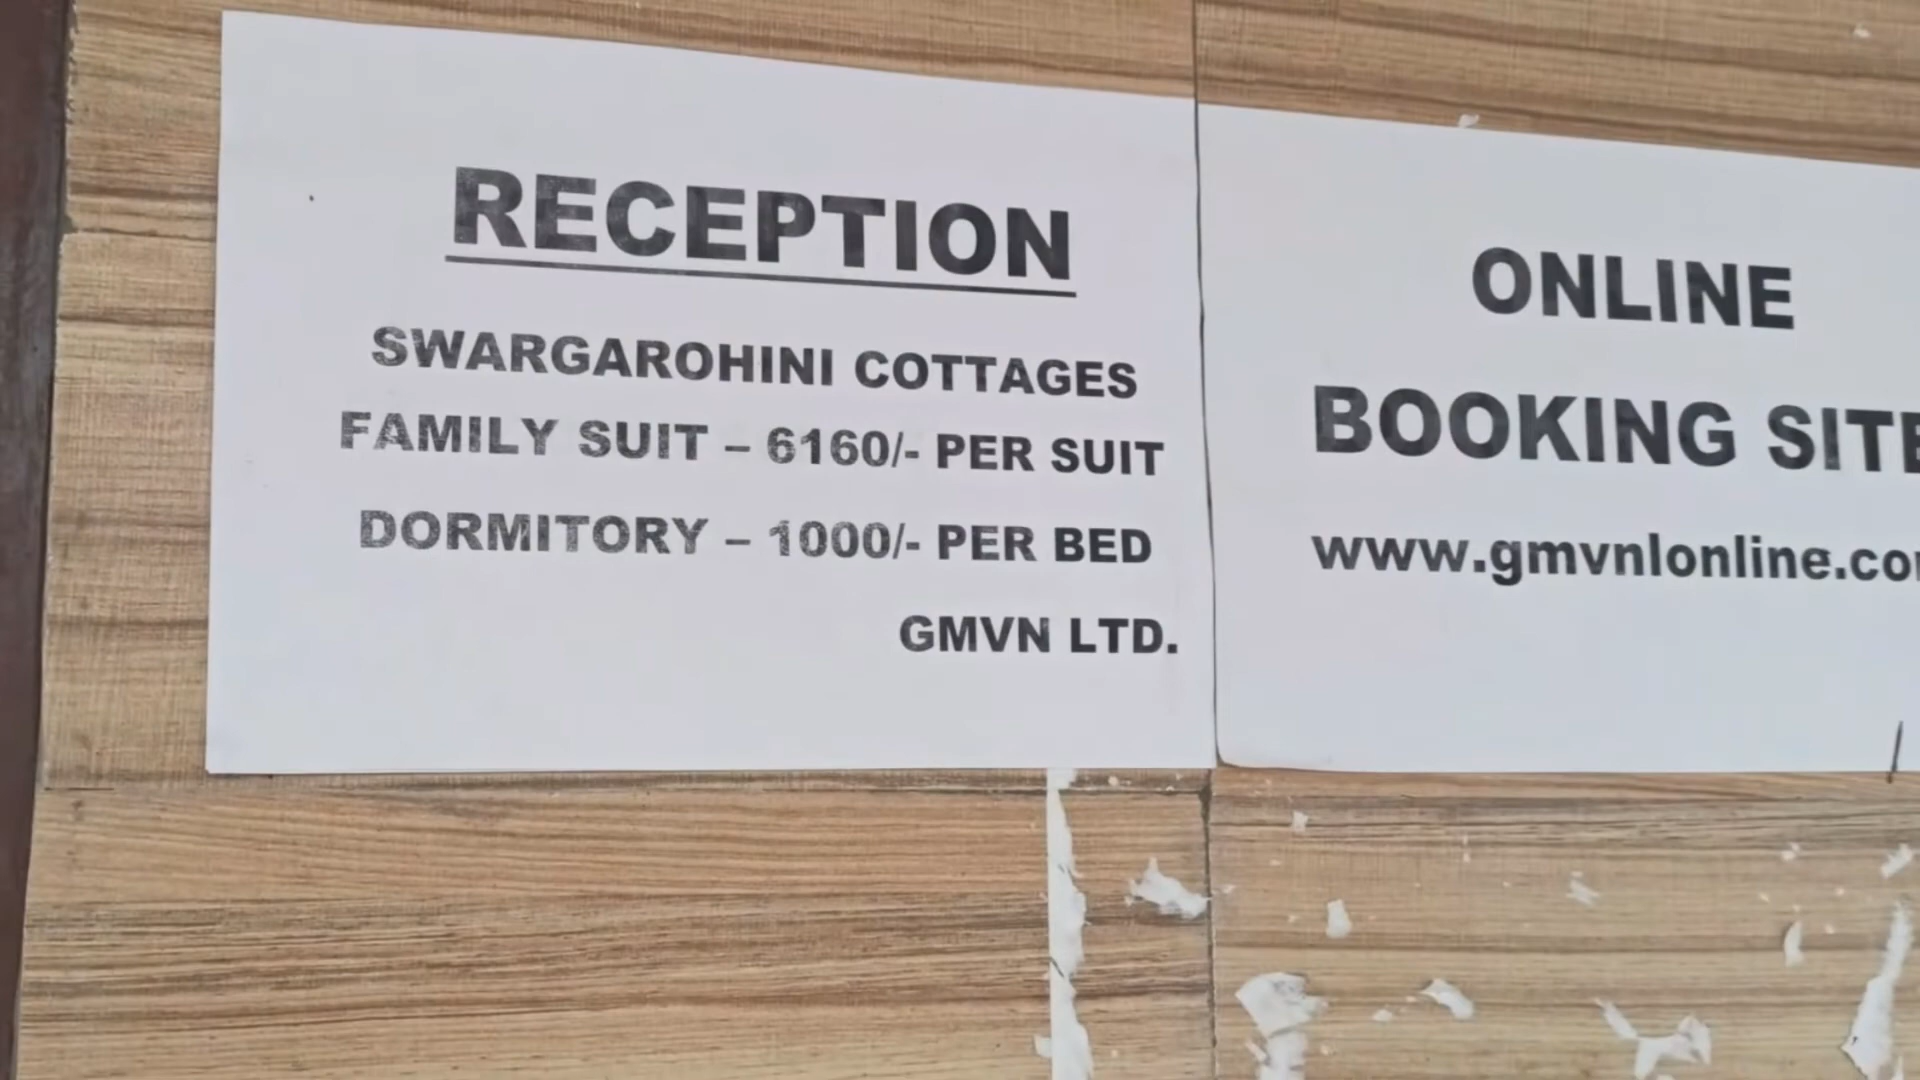 RECEPTION
SWARGAROHINI COTTAGES
FAMILY SUIT – 6160/- PER SUIT
DORMITORY – 1000/- PER BED
GMVN LTD.
ONLINE
BOOKING SITE
www.gmvnlonline.co